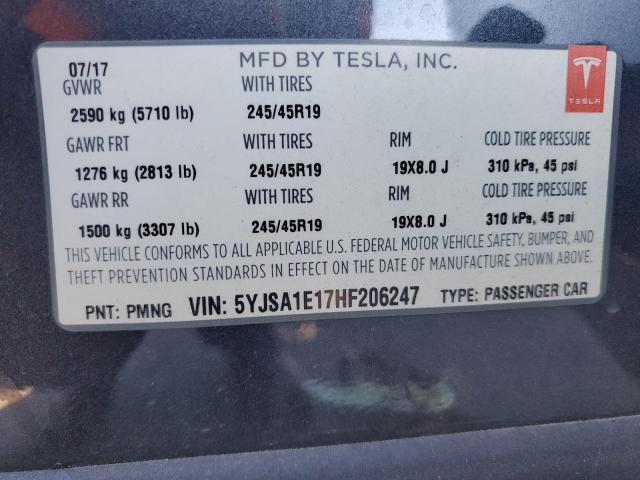 07/17 MFD BY TESLA, INC.
GVWR WITH TIRES
2590 kg (5710 lb) 245/45R19
TESLA
GAWR FRT WITH TIRES RIM COLD TIRE PRESSURE
1276 kg (2813 lb) 245/45R19 19X8.0 J 310 kPa, 45 psi
GAWR RR WITH TIRES RIM COLD TIRE PRESSURE
1500 kg (3307 lb) 245/45R19 19X8.0 J 310 kPa, 45 psi
THIS VEHICLE CONFORMS TO ALL APPLICABLE U.S. FEDERAL MOTOR VEHICLE SAFETY, BUMPER, AND
THEFT PREVENTION STANDARDS IN EFFECT ON THE DATE OF MANUFACTURE SHOWN ABOVE.
PNT: PMNG VIN: 5YJSA1E17HF206247 TYPE: PASSENGER CAR